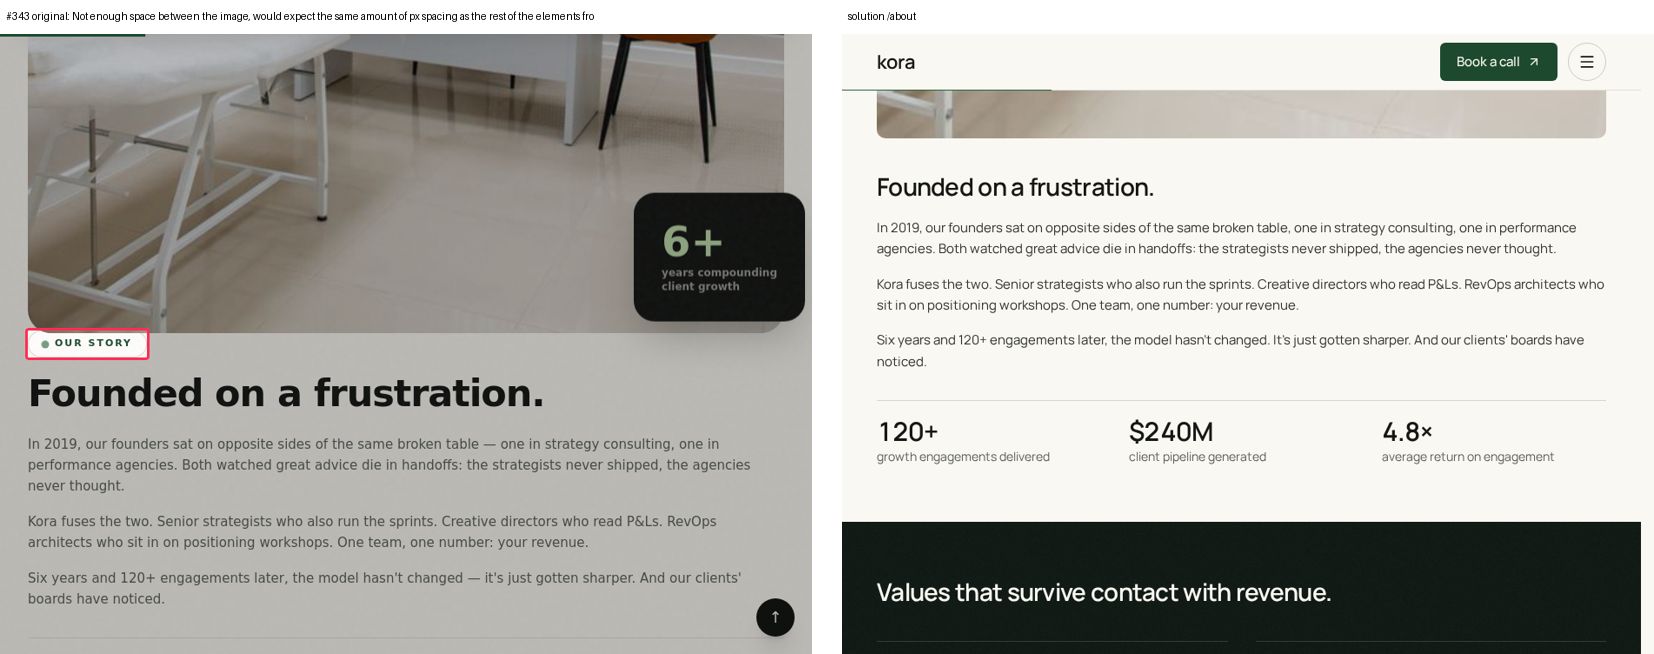 #343 original: Not enough space between the image, would expect the same amount of px spacing as the rest of the elements fro
6+
years compounding
client growth
OUR STORY
Founded on a frustration.
In 2019, our founders sat on opposite sides of the same broken table — one in strategy consulting, one in
performance agencies. Both watched great advice die in handoffs: the strategists never shipped, the agencies
never thought.
Kora fuses the two. Senior strategists who also run the sprints. Creative directors who read P&Ls. RevOps
architects who sit in on positioning workshops. One team, one number: your revenue.
Six years and 120+ engagements later, the model hasn't changed — it's just gotten sharper. And our clients'
boards have noticed.
↑
solution /about
kora
Book a call ↗
Founded on a frustration.
In 2019, our founders sat on opposite sides of the same broken table, one in strategy consulting, one in performance
agencies. Both watched great advice die in handoffs: the strategists never shipped, the agencies never thought.
Kora fuses the two. Senior strategists who also run the sprints. Creative directors who read P&Ls. RevOps architects who
sit in on positioning workshops. One team, one number: your revenue.
Six years and 120+ engagements later, the model hasn't changed. It's just gotten sharper. And our clients' boards have
noticed.
120+
growth engagements delivered
$240M
client pipeline generated
4.8×
average return on engagement
Values that survive contact with revenue.